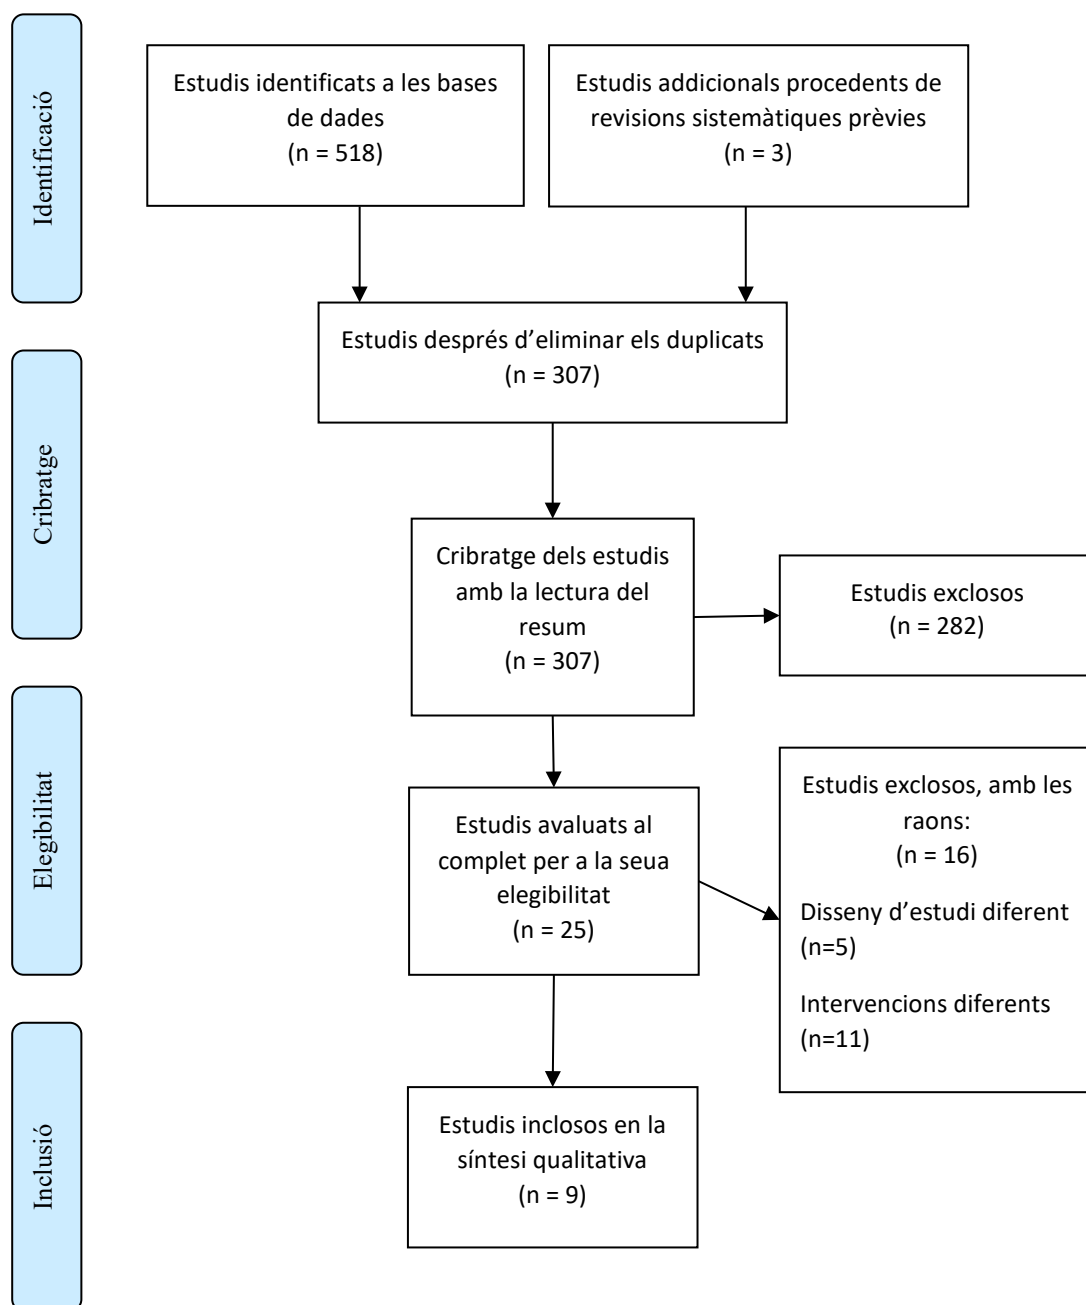 Identificació
Estudis identificats a les bases
de dades
(n = 518)
Estudis addicionals procedents de
revisions sistemàtiques prèvies
(n = 3)
Estudis després d’eliminar els duplicats
(n = 307)
Cribratge
Cribratge dels estudis
amb la lectura del
resum
(n = 307)
Estudis exclosos
(n = 282)
Elegibilitat
Estudis avaluats al
complet per a la seua
elegibilitat
(n = 25)
Estudis exclosos, amb les
raons:
(n = 16)
Disseny d’estudi diferent
(n=5)
Intervencions diferents
(n=11)
Inclusió
Estudis inclosos en la
síntesi qualitativa
(n = 9)